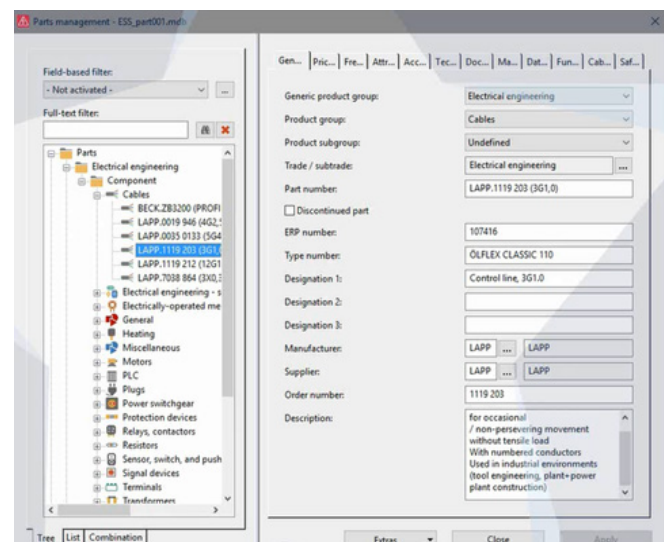 Parts management - ESS_part001.mdb
Field-based filter:
- Not activated -
...
Full-text filter:
Parts
Electrical engineering
Component
Cables
BECK.ZB3200 (PROFI
LAPP.0019 946 (4G2,5
LAPP.0035 0133 (5G4
LAPP.1119 203 (3G1,0
LAPP.1119 212 (12G1
LAPP.7038 864 (3X0,3
Electrical engineering - s
Electrically-operated me
General
Heating
Miscellaneous
Motors
PLC
Plugs
Power switchgear
Protection devices
Relays, contactors
Resistors
Sensor, switch, and push
Signal devices
Terminals
Transformers
Tree List Combination
Gen... Pric... Fre... Attr... Acc... Tec... Doc... Ma... Dat... Fun... Cab... Saf...
Generic product group: Electrical engineering
Product group: Cables
Product subgroup: Undefined
Trade / subtrade: Electrical engineering ...
Part number: LAPP.1119 203 (3G1,0)
Discontinued part
ERP number: 107416
Type number: ÖLFLEX CLASSIC 110
Designation 1: Control line, 3G1.0
Designation 2:
Designation 3:
Manufacturer: LAPP ... LAPP
Supplier: LAPP ... LAPP
Order number: 1119 203
Description: for occasional
/ non-persevering movement
without tensile load
With numbered conductors
Used in industrial environments
(tool engineering, plant+power
plant construction)
Extras Close Apply